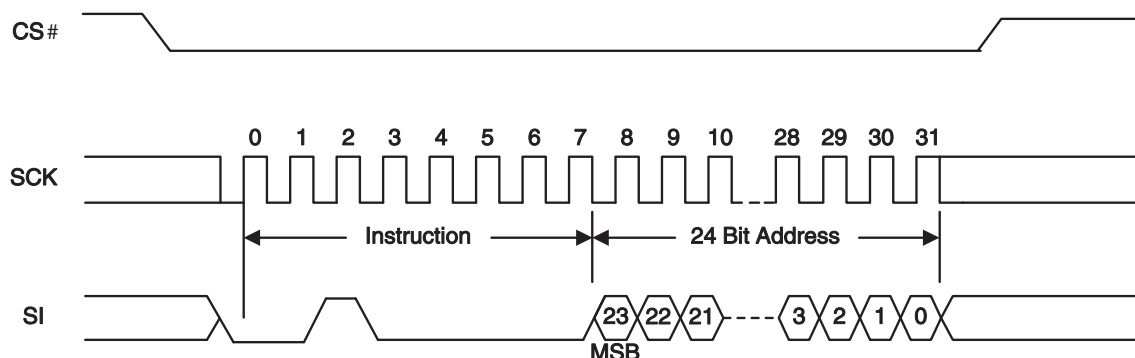 CS#
0 1 2 3 4 5 6 7 8 9 10 28 29 30 31
SCK
Instruction 24 Bit Address
SI 23 22 21 3 2 1 0
MSB